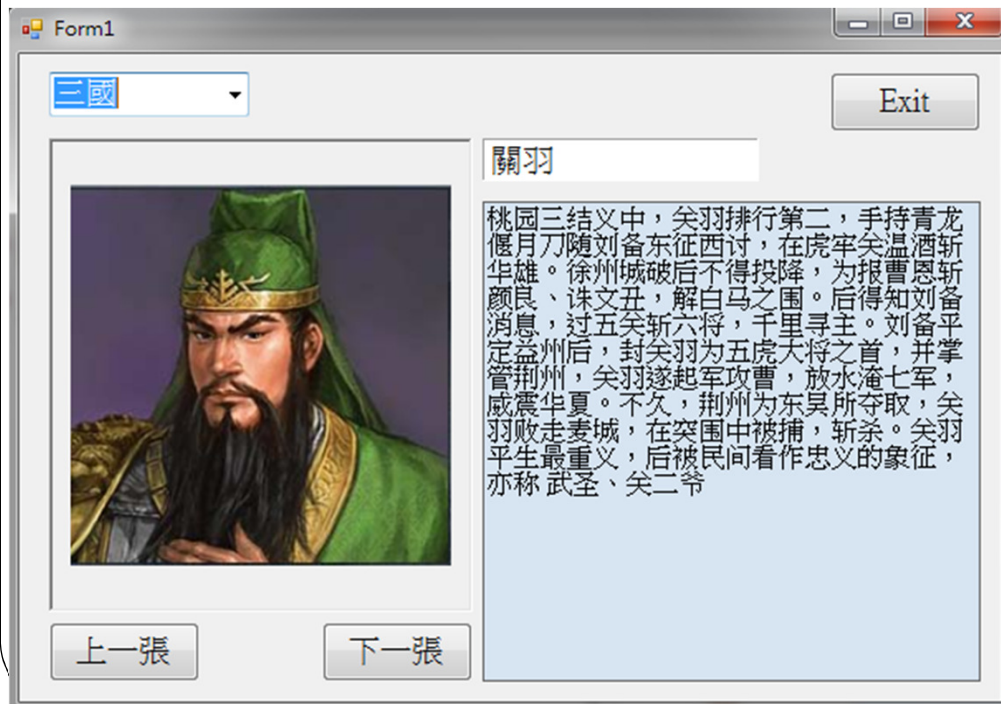 Form1
三國
Exit
關羽
桃园三结义中，关羽排行第二，手持青龙
偃月刀随刘备东征西讨，在虎牢关温酒斩
华雄。徐州城破后不得投降，为报曹恩斩
颜良、诛文丑，解白马之围。后得知刘备
消息，过五关斩六将，千里寻主。刘备平
定益州后，封关羽为五虎大将之首，并掌
管荆州，关羽遂起军攻曹，放水淹七军，
威震华夏。不久，荆州为东吴所夺取，关
羽败走麦城，在突围中被捕，斩杀。关羽
平生最重义，后被民间看作忠义的象征，
亦称 武圣、关二爷
上一張
下一張